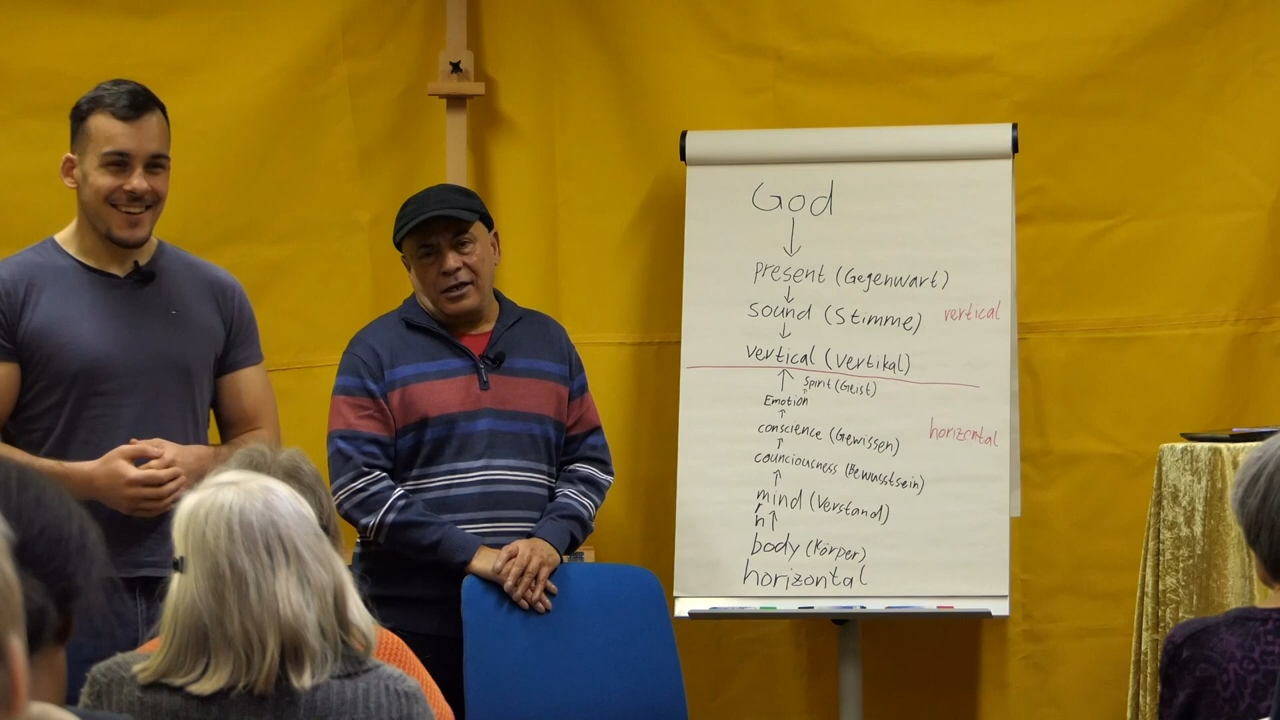 God
present (Gegenwart)
sound (Stimme) vertical
vertical (Vertikal)
Spirit (Geist)
Emotion
conscience (Gewissen) horizontal
counciousness (Bewusstsein)
mind (Verstand)
h
body (Körper)
horizontal